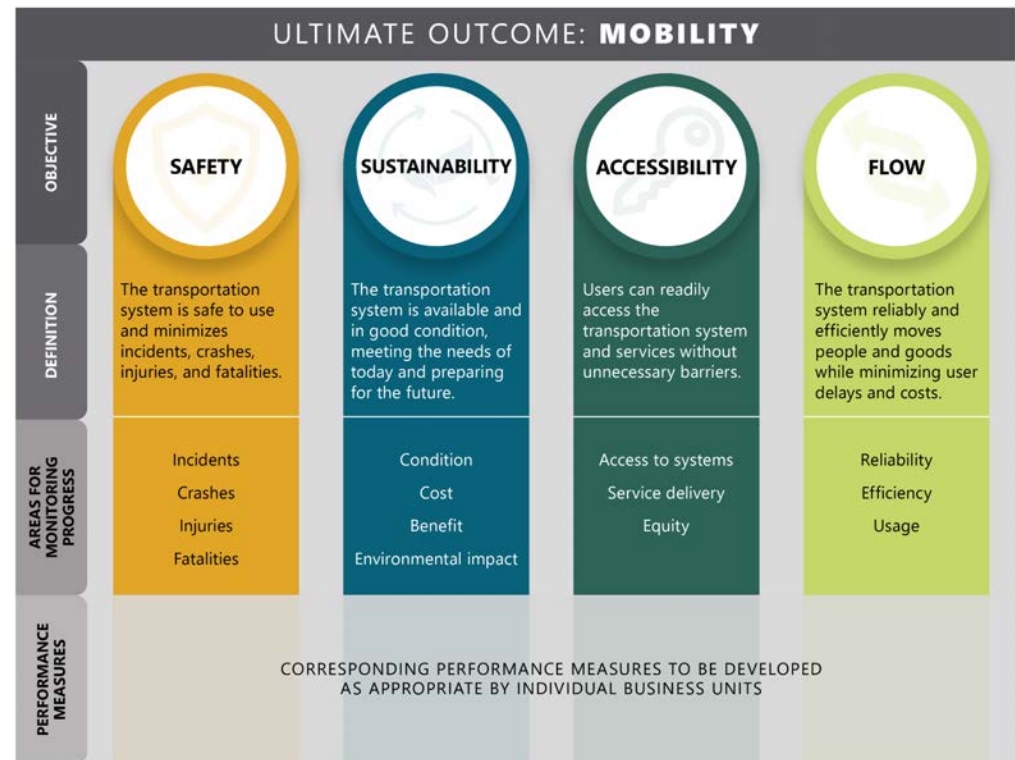 ULTIMATE OUTCOME: MOBILITY
OBJECTIVE
SAFETY
SUSTAINABILITY
ACCESSIBILITY
FLOW
DEFINITION
The transportation
system is safe to use
and minimizes
incidents, crashes,
injuries, and fatalities.
The transportation
system is available and
in good condition,
meeting the needs of
today and preparing
for the future.
Users can readily
access the
transportation system
and services without
unnecessary barriers.
The transportation
system reliably and
efficiently moves
people and goods
while minimizing user
delays and costs.
AREAS FOR
MONITORING
PROGRESS
Incidents
Crashes
Injuries
Fatalities
Condition
Cost
Benefit
Environmental impact
Access to systems
Service delivery
Equity
Reliability
Efficiency
Usage
PERFORMANCE
MEASURES
CORRESPONDING PERFORMANCE MEASURES TO BE DEVELOPED
AS APPROPRIATE BY INDIVIDUAL BUSINESS UNITS